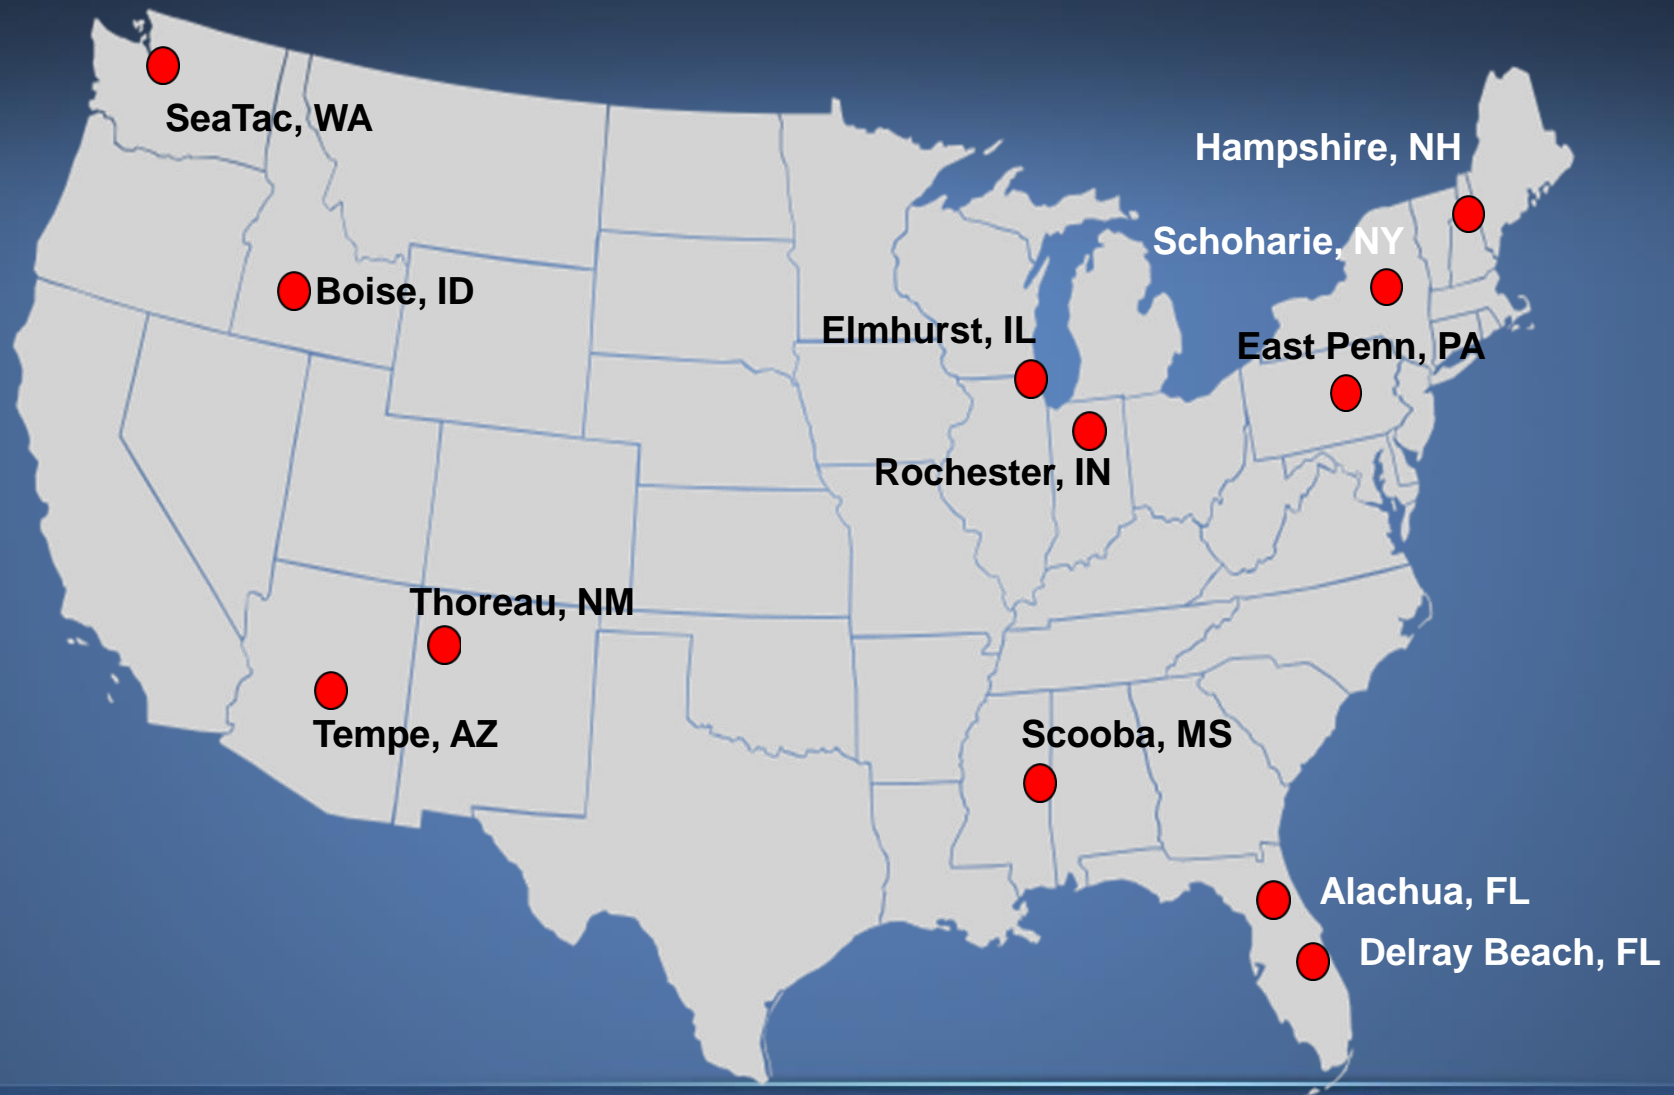 SeaTac, WA
Hampshire, NH
Schoharie, NY
Boise, ID
Elmhurst, IL
East Penn, PA
Rochester, IN
Thoreau, NM
Tempe, AZ
Scooba, MS
Alachua, FL
Delray Beach, FL